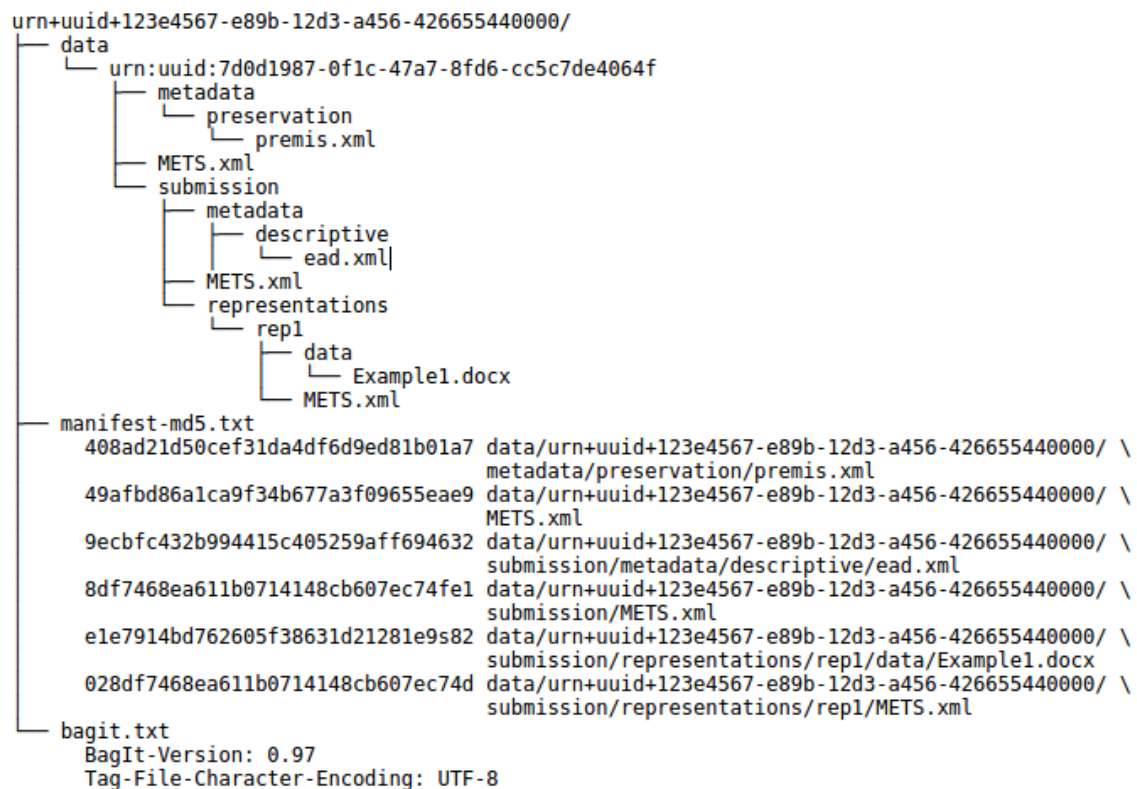 urn+uuid+123e4567-e89b-12d3-a456-426655440000/
├── data
│   └── urn:uuid:7d0d1987-0f1c-47a7-8fd6-cc5c7de4064f
│       ├── metadata
│       │   └── preservation
│       │       └── premis.xml
│       ├── METS.xml
│       └── submission
│           ├── metadata
│           │   ├── descriptive
│           │   │   └── ead.xml
│           ├── METS.xml
│           └── representations
│               └── rep1
│                   ├── data
│                   │   └── Example1.docx
│                   └── METS.xml
├── manifest-md5.txt
│     408ad21d50cef31da4df6d9ed81b01a7 data/urn+uuid+123e4567-e89b-12d3-a456-426655440000/ \
│                                      metadata/preservation/premis.xml
│     49afbd86a1ca9f34b677a3f09655eae9 data/urn+uuid+123e4567-e89b-12d3-a456-426655440000/ \
│                                      METS.xml
│     9ecbfc432b994415c405259aff694632 data/urn+uuid+123e4567-e89b-12d3-a456-426655440000/ \
│                                      submission/metadata/descriptive/ead.xml
│     8df7468ea611b0714148cb607ec74fe1 data/urn+uuid+123e4567-e89b-12d3-a456-426655440000/ \
│                                      submission/METS.xml
│     e1e7914bd762605f38631d21281e9s82 data/urn+uuid+123e4567-e89b-12d3-a456-426655440000/ \
│                                      submission/representations/rep1/data/Example1.docx
│     028df7468ea611b0714148cb607ec74d data/urn+uuid+123e4567-e89b-12d3-a456-426655440000/ \
│                                      submission/representations/rep1/METS.xml
└── bagit.txt
      BagIt-Version: 0.97
      Tag-File-Character-Encoding: UTF-8